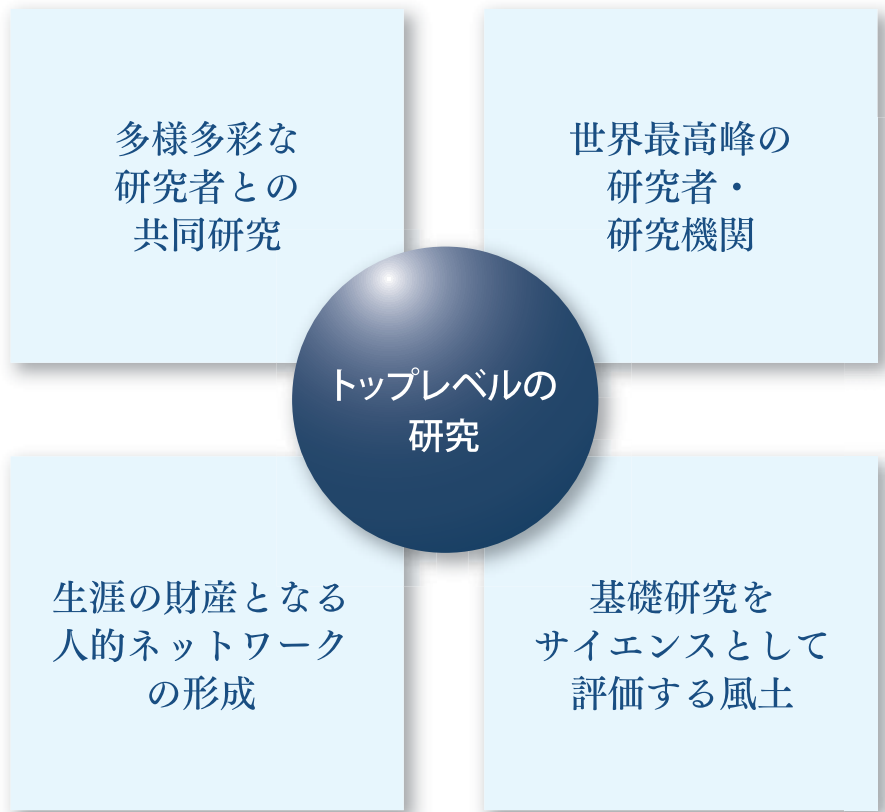 多様多彩な
研究者との
共同研究
世界最高峰の
研究者・
研究機関
トップレベルの
研究
生涯の財産となる
人的ネットワーク
の形成
基礎研究を
サイエンスとして
評価する風土